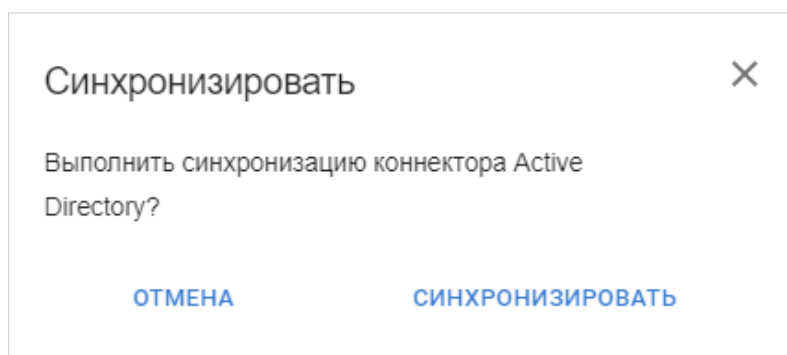 Синхронизировать
Выполнить синхронизацию коннектора Active
Directory?
ОТМЕНА СИНХРОНИЗИРОВАТЬ